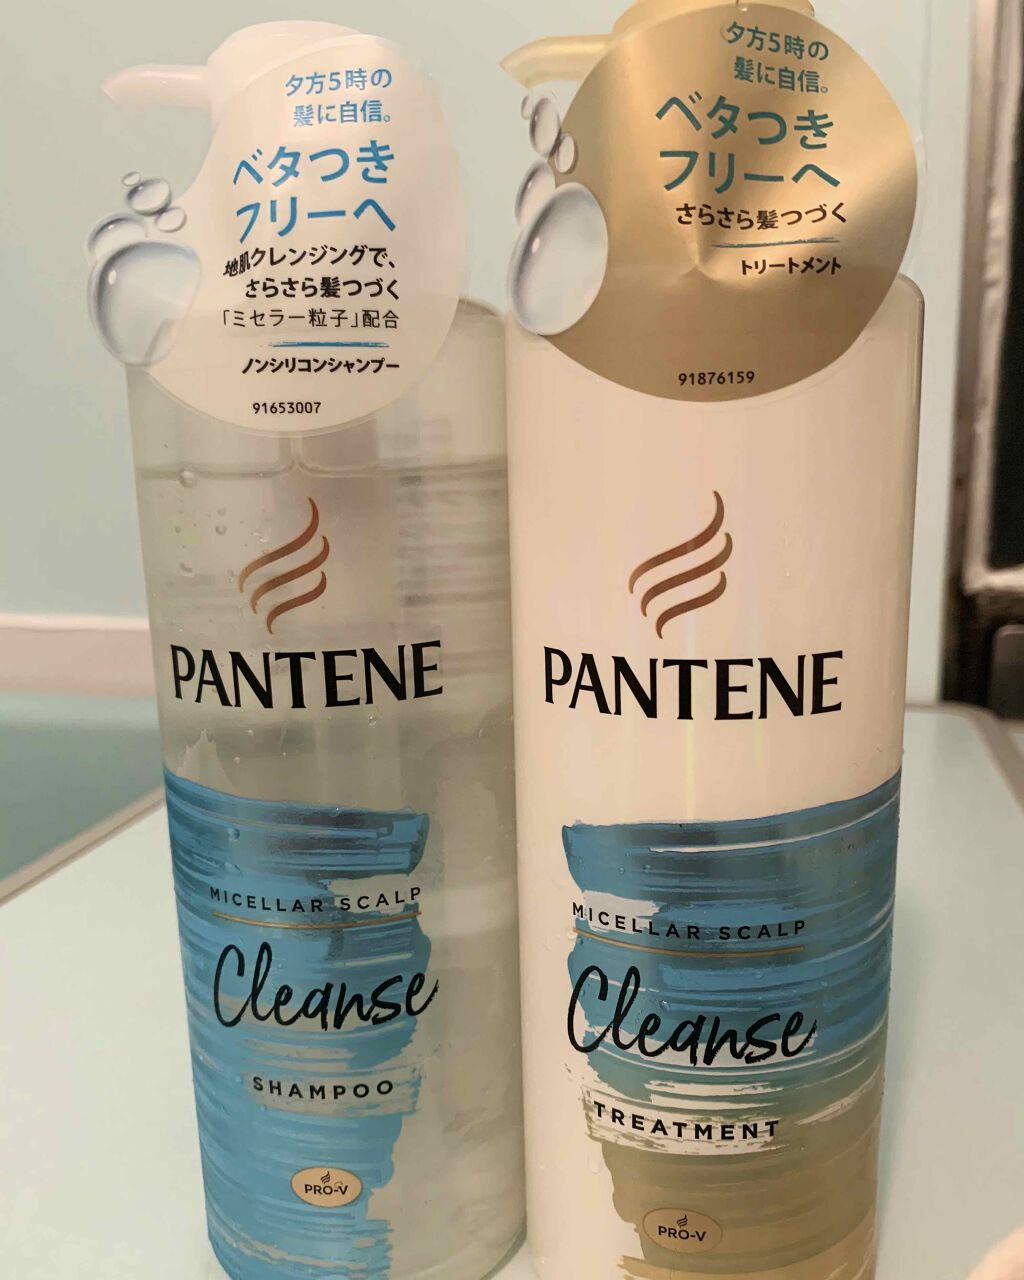 夕方5時の
髪に自信。
ベタつき
フリーへ
地肌クレンジングで、
さらさら髪つづく
「ミセラー粒子」配合
ノンシリコンシャンプー
91653007
PANTENE
MICELLAR SCALP
Cleanse
SHAMPOO
PRO-V
夕方5時の
髪に自信。
ベタつき
フリーへ
さらさら髪つづく
トリートメント
91876159
PANTENE
MICELLAR SCALP
Cleanse
TREATMENT
PRO-V